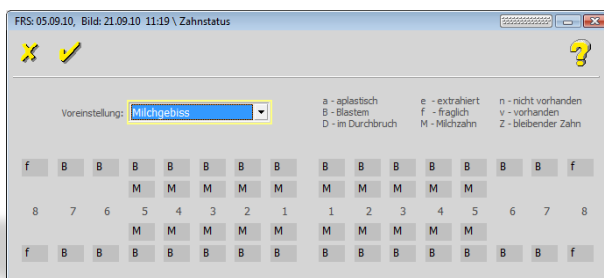 FRS: 05.09.10, Bild: 21.09.10 11:19 \ Zahnstatus
a - aplastisch e - extrahiert n - nicht vorhanden
Voreinstellung: Milchgebiss B - Blastem f - fraglich v - vorhanden
D - im Durchbruch M - Milchzahn Z - bleibender Zahn
f B B B B B B B B B B B B B B f
M M M M M M M M M M
8 7 6 5 4 3 2 1 1 2 3 4 5 6 7 8
M M M M M M M M M M
f B B B B B B B B B B B B B B f